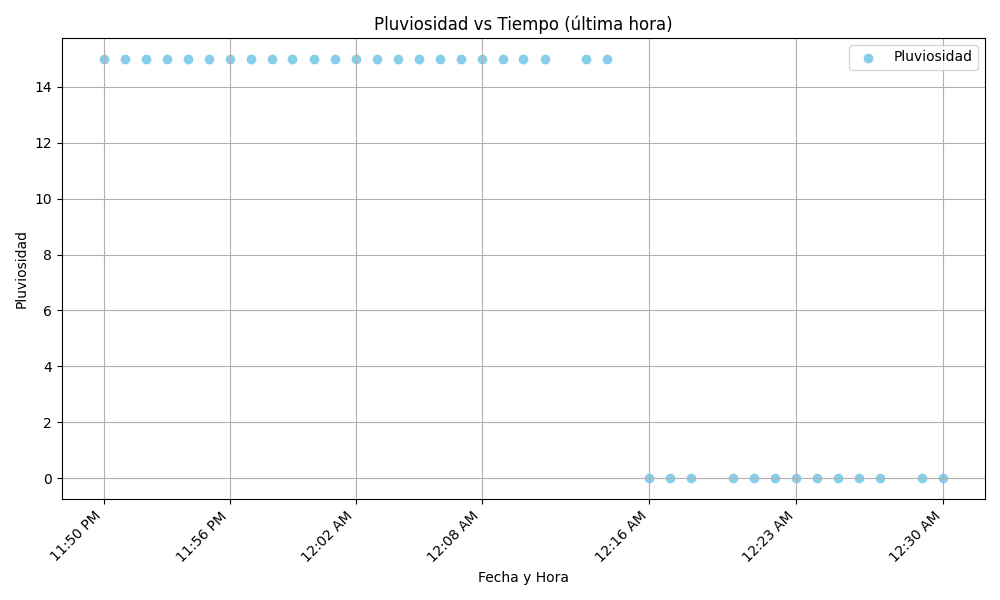 Pluviosidad vs Tiempo (última hora)
Pluviosidad
14
12
10
8
6
4
2
0
Pluviosidad
11:50 PM
11:56 PM
12:02 AM
12:08 AM
12:16 AM
12:23 AM
12:30 AM
Fecha y Hora